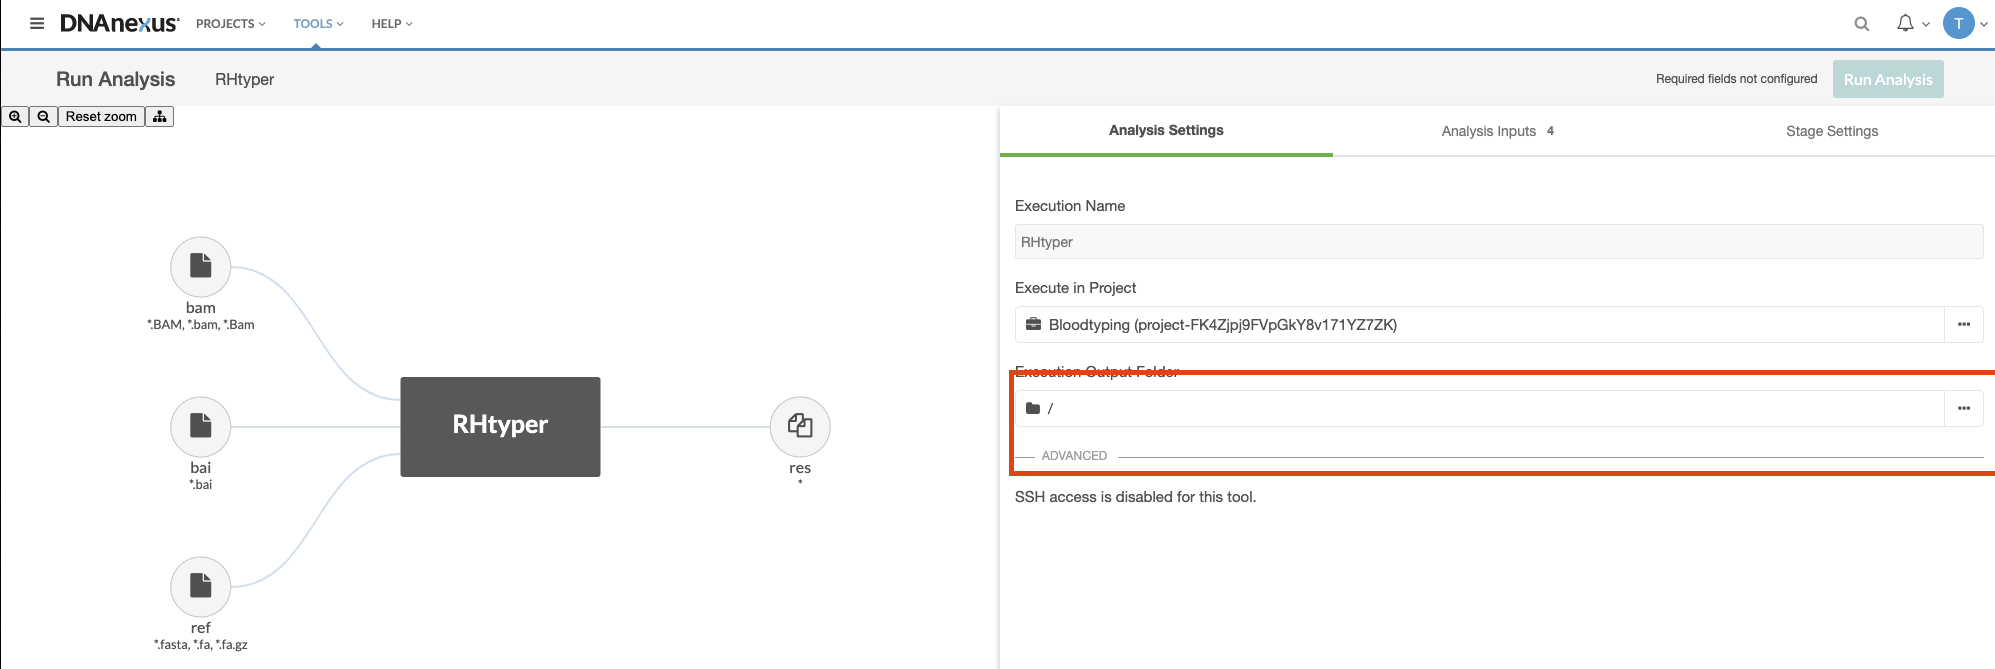 DNAnexus PROJECTS TOOLS HELP T
Run Analysis RHtyper Required fields not configured Run Analysis
Reset zoom
Analysis Settings Analysis Inputs 4 Stage Settings
Execution Name
RHtyper
Execute in Project
Bloodtyping (project-FK4Zjpj9FVpGkY8v171YZ7ZK)
Execution Output Folder
/
ADVANCED
SSH access is disabled for this tool.
bam
*.BAM, *.bam, *.Bam
bai
*.bai
ref
*.fasta, *.fa, *.fa.gz
RHtyper
res
*